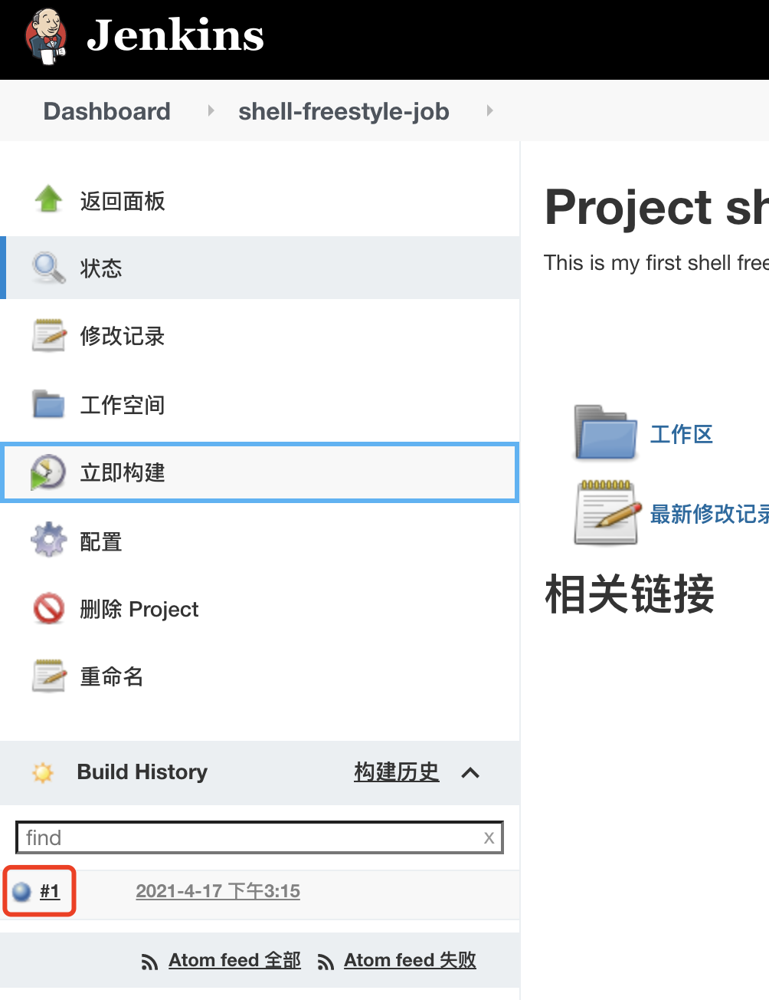 Jenkins
Dashboard
shell-freestyle-job
返回面板
状态
修改记录
工作空间
立即构建
配置
删除 Project
重命名
Build History
构建历史
find
x
#1
2021-4-17 下午3:15
Atom feed 全部
Atom feed 失败
Project sh
This is my first shell free
工作区
最新修改记录
相关链接